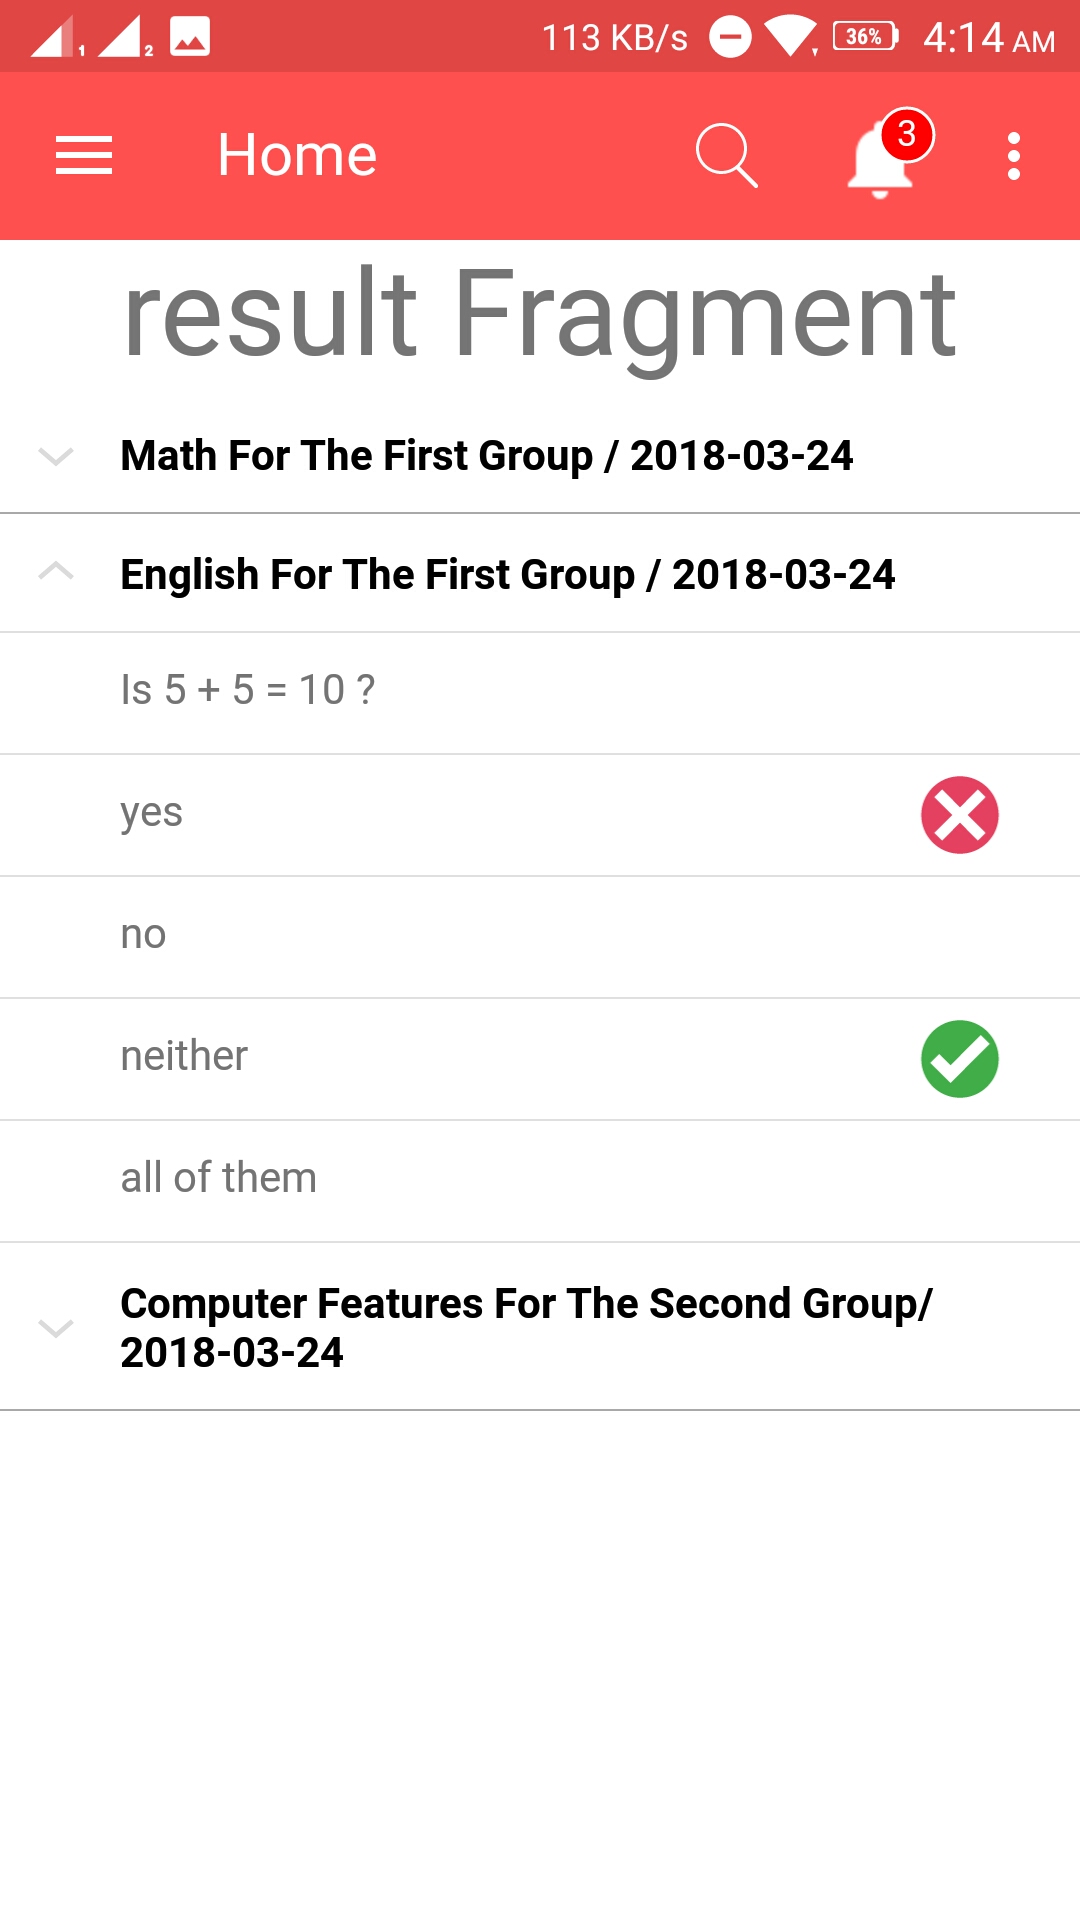 1 2 113 KB/s 36% 4:14 AM
Home 3
result Fragment
Math For The First Group / 2018-03-24
English For The First Group / 2018-03-24
Is 5 + 5 = 10 ?
yes
no
neither
all of them
Computer Features For The Second Group/
2018-03-24